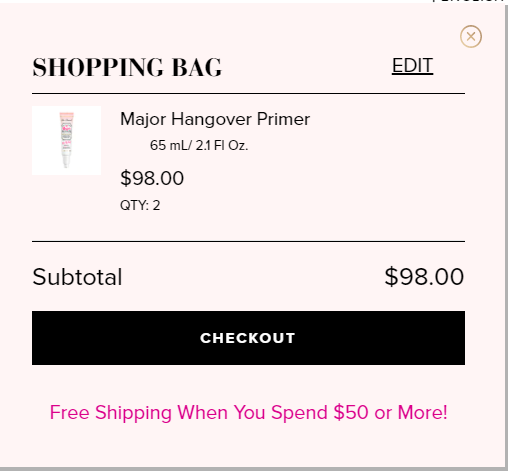 SHOPPING BAG
EDIT
Major Hangover Primer
65 mL/ 2.1 Fl Oz.
$98.00
QTY: 2
Subtotal
$98.00
CHECKOUT
Free Shipping When You Spend $50 or More!